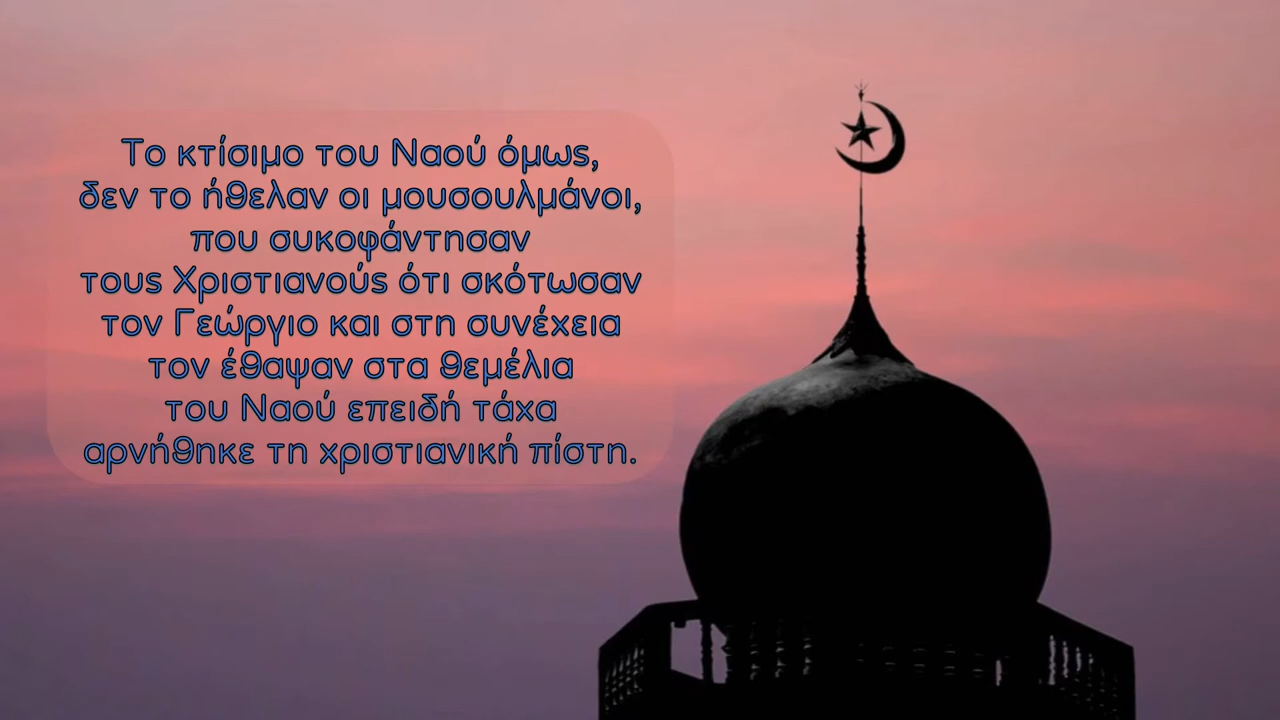 Το κτίσιμο του Ναού όμως,
δεν το ήθελαν οι μουσουλμάνοι,
που συκοφάντησαν
τους Χριστιανούς ότι σκότωσαν
τον Γεώργιο και στη συνέχεια
τον έθαψαν στα θεμέλια
του Ναού επειδή τάχα
αρνήθηκε τη χριστιανική πίστη.